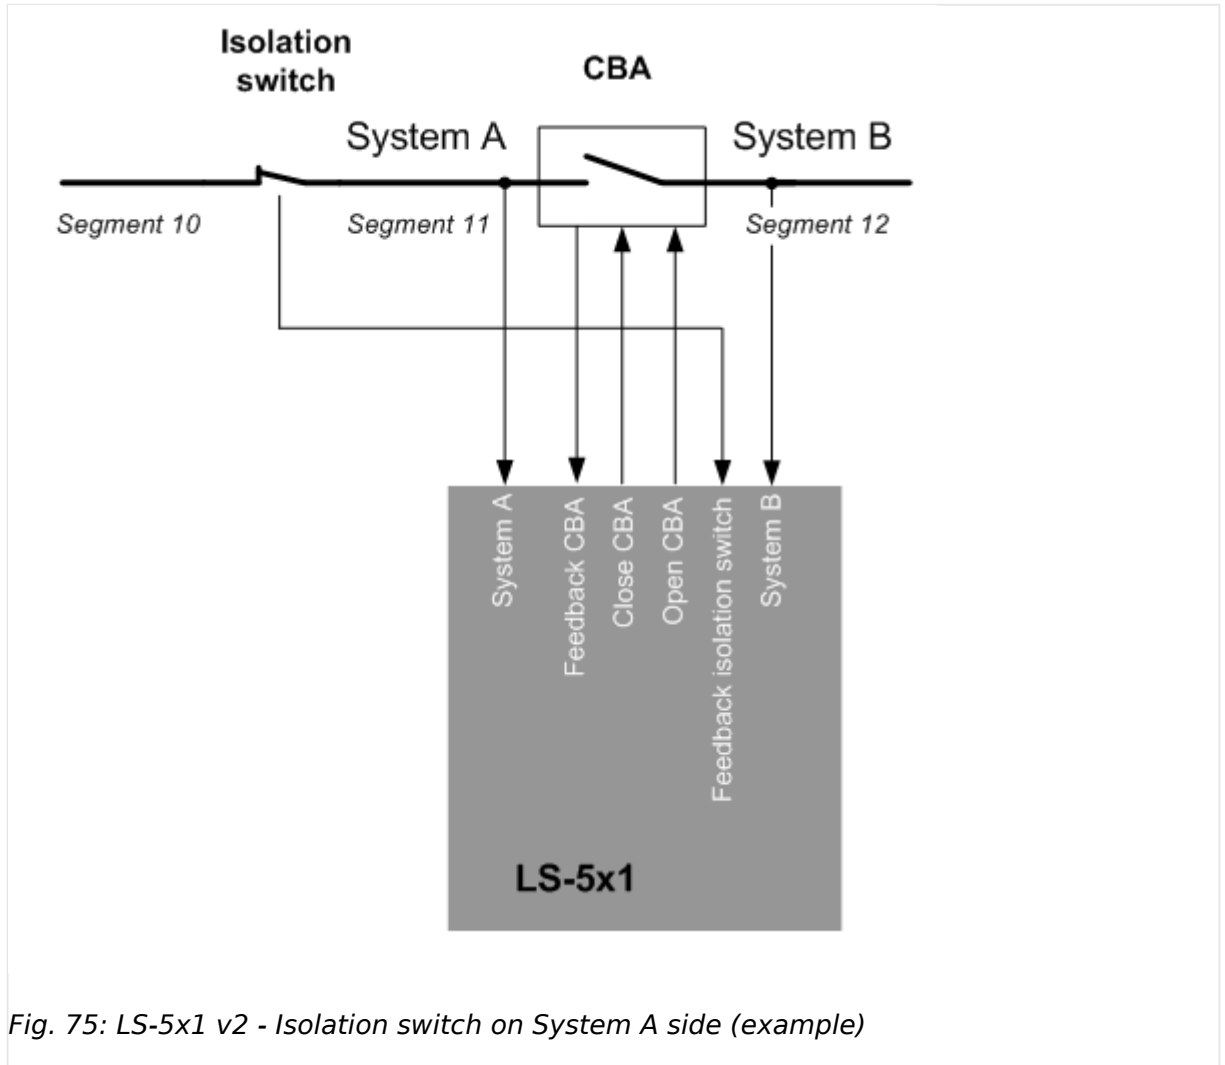 Isolation
switch
CBA
System A
System B
Segment 10
Segment 11
Segment 12
System A
Feedback CBA
Close CBA
Open CBA
Feedback isolation switch
System B
LS-5x1
Fig. 75: LS-5x1 v2 - Isolation switch on System A side (example)